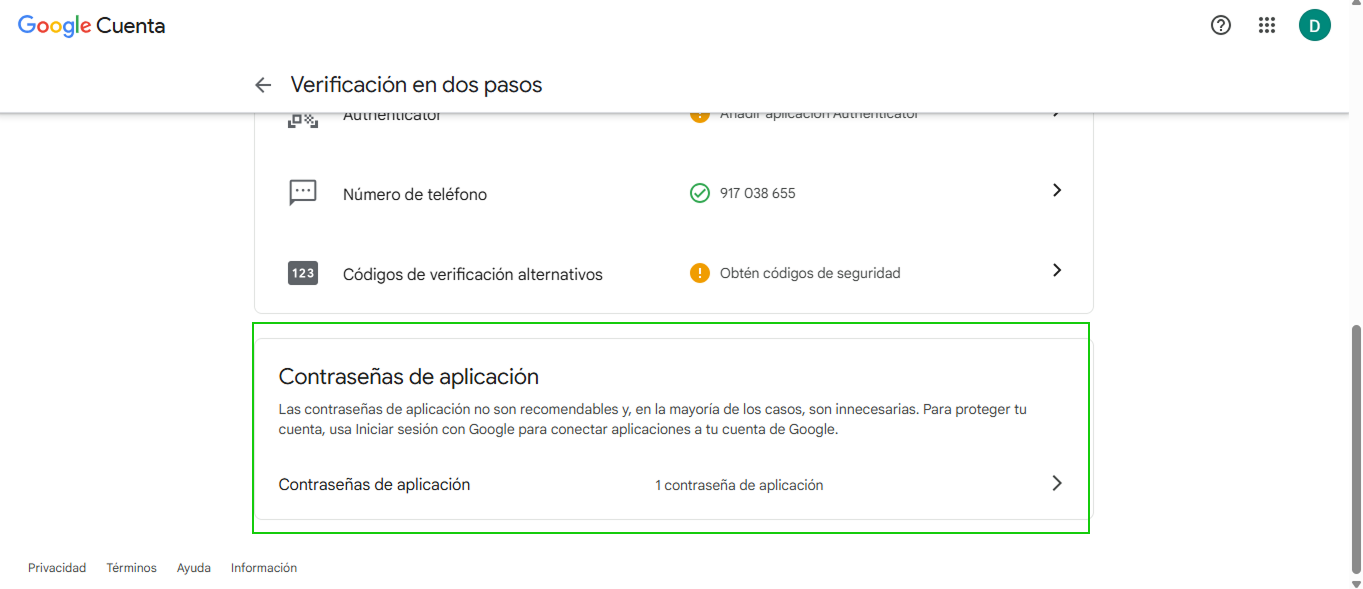 Google Cuenta
D
Verificación en dos pasos
Authenticator
Añadir aplicación Authenticator
Número de teléfono
917 038 655
123
Códigos de verificación alternativos
Obtén códigos de seguridad
Contraseñas de aplicación
Las contraseñas de aplicación no son recomendables y, en la mayoría de los casos, son innecesarias. Para proteger tu
cuenta, usa Iniciar sesión con Google para conectar aplicaciones a tu cuenta de Google.
Contraseñas de aplicación
1 contraseña de aplicación
Privacidad Términos Ayuda Información